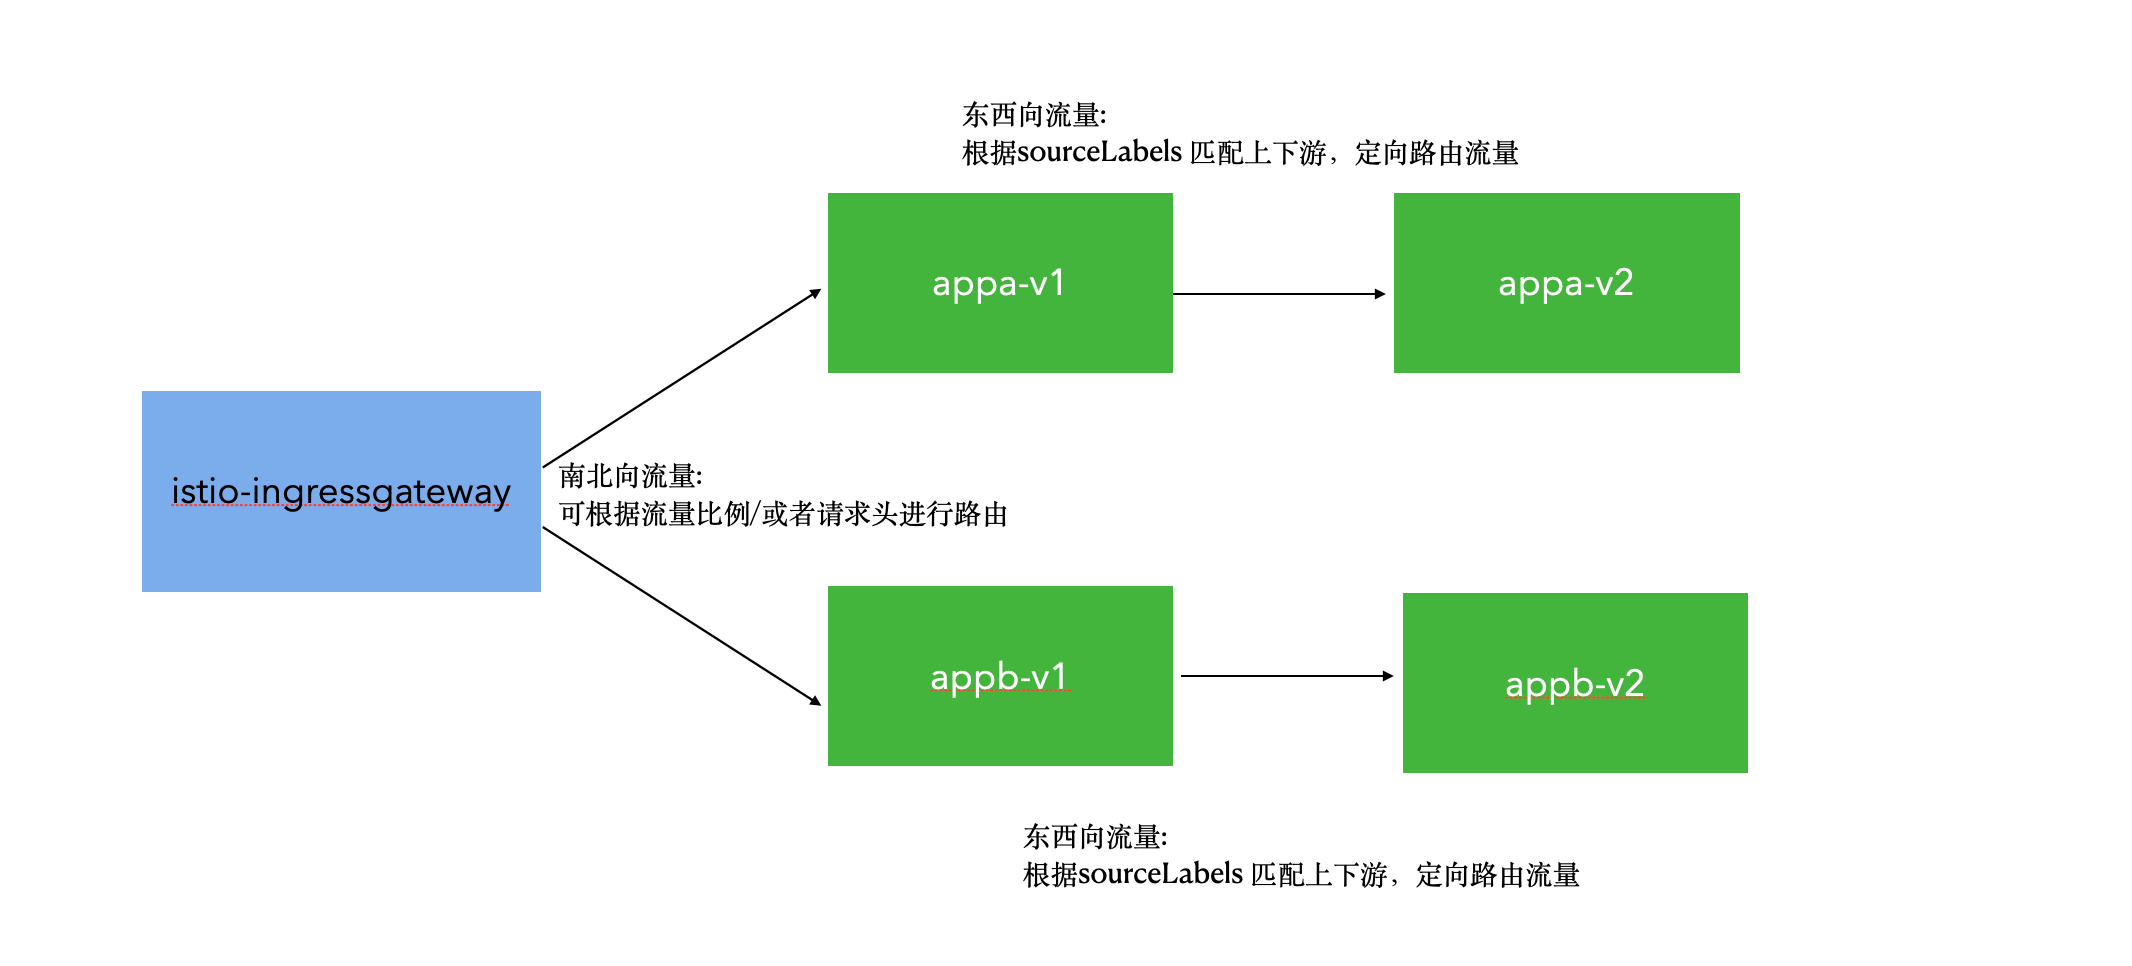 东西向流量:
根据sourceLabels 匹配上下游，定向路由流量
appa-v1
appa-v2
istio-ingressgateway
南北向流量:
可根据流量比例/或者请求头进行路由
appb-v1
appb-v2
东西向流量:
根据sourceLabels 匹配上下游，定向路由流量